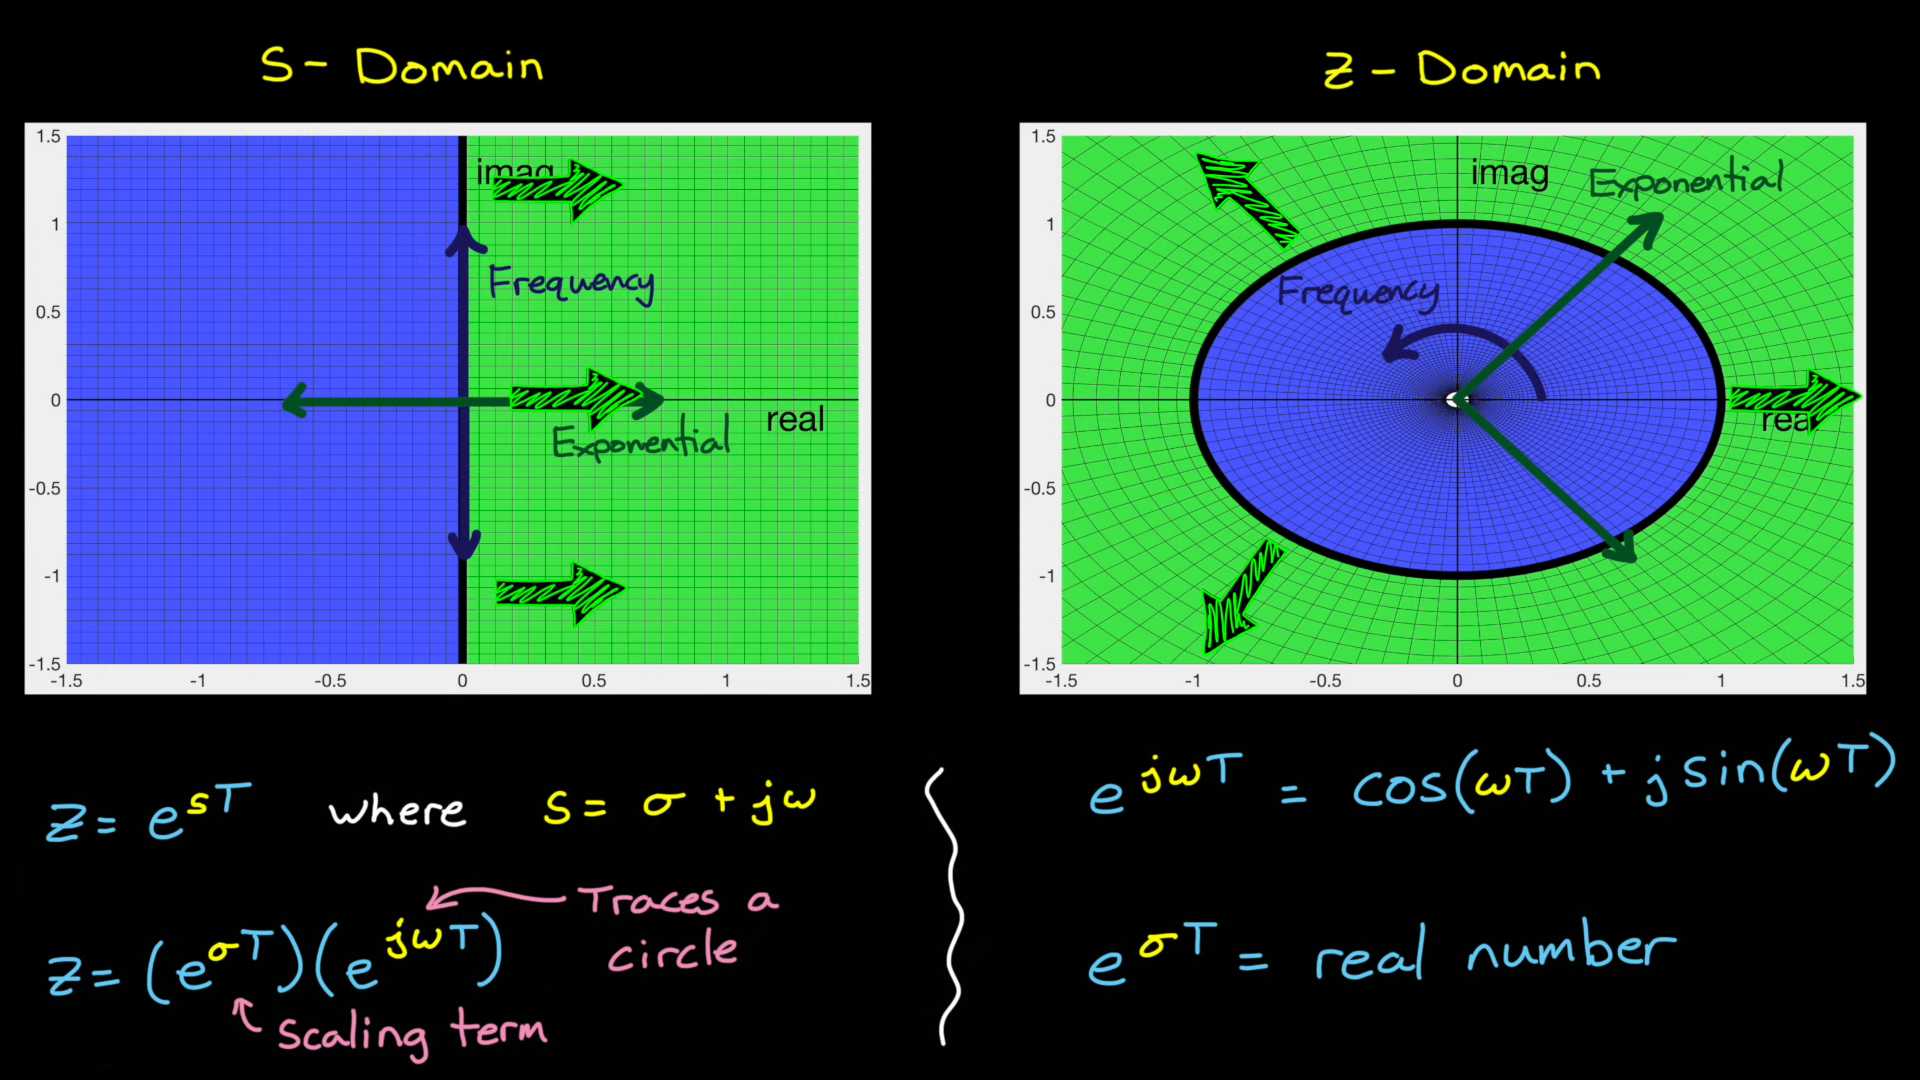 S - Domain
1.5
1
0.5
0
-0.5
-1
-1.5
-1.5 -1 -0.5 0 0.5 1 1.5
imag
Frequency
real
Exponential
Z - Domain
1.5
1
0.5
0
-0.5
-1
-1.5
-1.5 -1 -0.5 0 0.5 1 1.5
imag
Exponential
Frequency
real
z = e^{sT} where s = σ + jω
z = (e^{σT})(e^{jωT})
Traces a
circle
Scaling term
e^{jωT} = cos(ωT) + j sin(ωT)
e^{σT} = real number